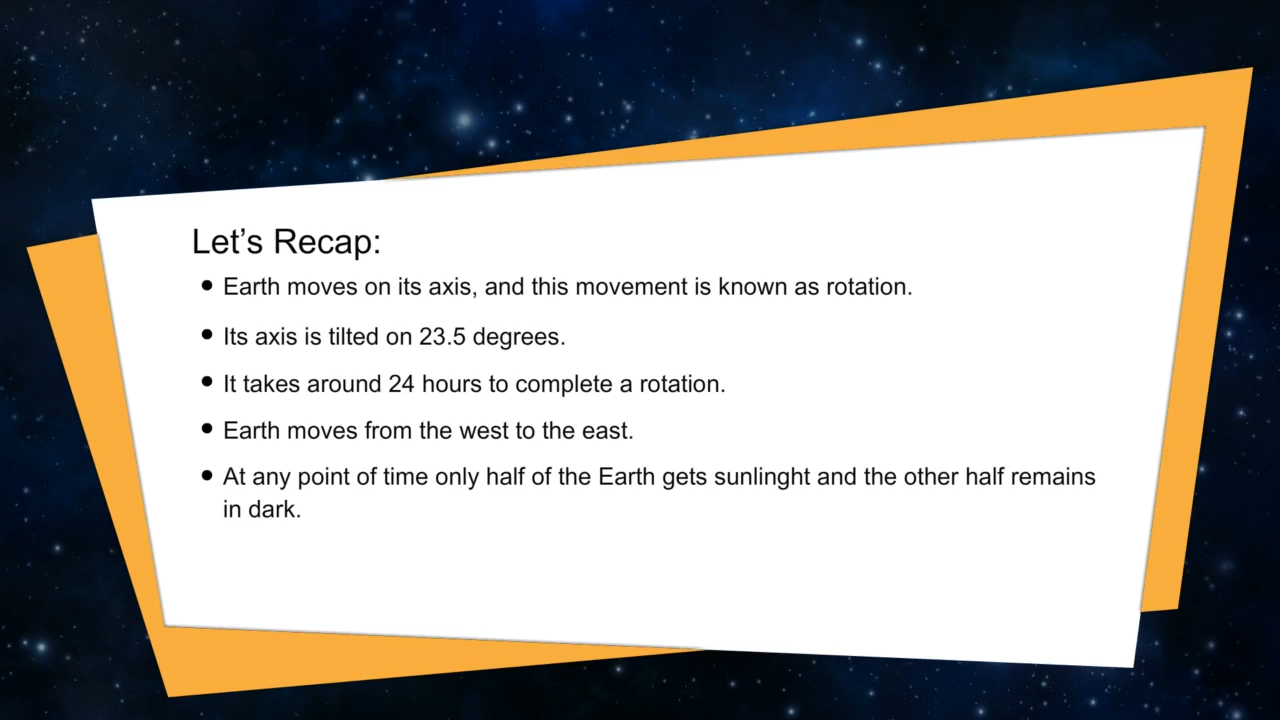 Let’s Recap:
• Earth moves on its axis, and this movement is known as rotation.
• Its axis is tilted on 23.5 degrees.
• It takes around 24 hours to complete a rotation.
• Earth moves from the west to the east.
• At any point of time only half of the Earth gets sunlinght and the other half remains
in dark.